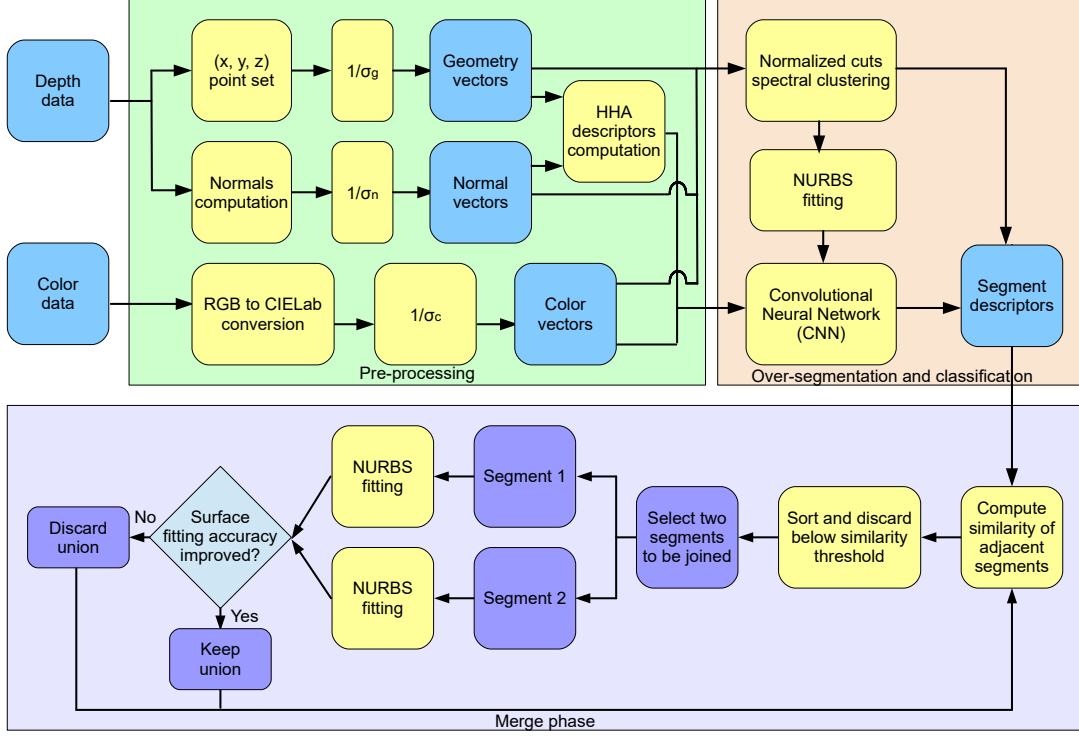 Depth
data
(x, y, z)
point set
1/σg
Geometry
vectors
HHA
descriptors
computation
Normals
computation
1/σn
Normal
vectors
Color
data
RGB to CIELab
conversion
1/σc
Color
vectors
Pre-processing
Normalized cuts
spectral clustering
NURBS
fitting
Convolutional
Neural Network
(CNN)
Segment
descriptors
Over-segmentation and classification
Compute
similarity of
adjacent
segments
Sort and discard
below similarity
threshold
Select two
segments
to be joined
Segment 1
Segment 2
NURBS
fitting
NURBS
fitting
Surface
fitting accuracy
improved?
No
Discard
union
Yes
Keep
union
Merge phase